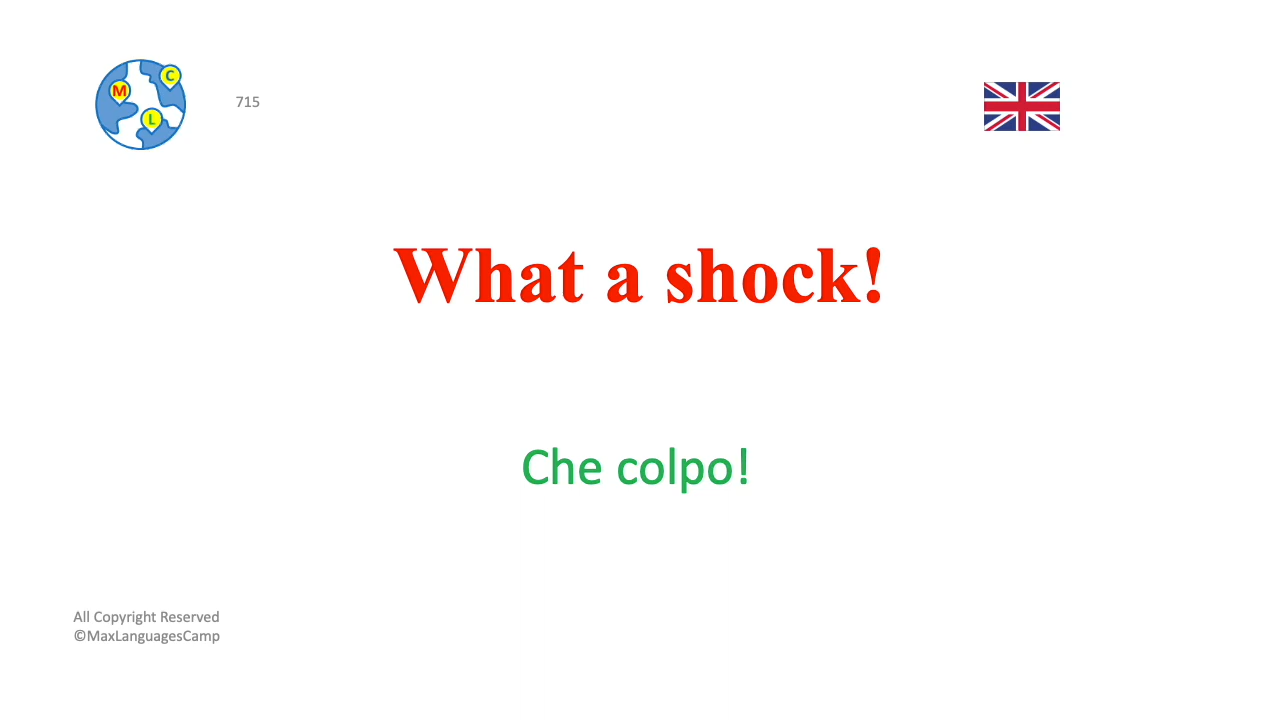 M
C
L
715
What a shock!
Che colpo!
All Copyright Reserved
©MaxLanguagesCamp